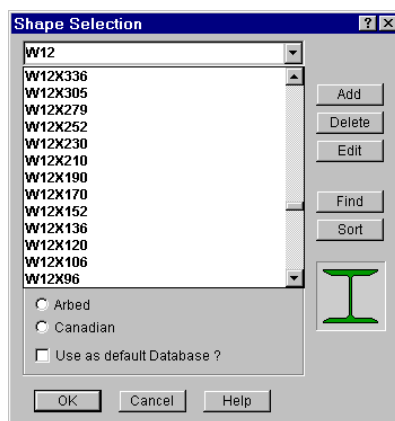 Shape Selection
W12
W12X336
W12X305
W12X279
W12X252
W12X230
W12X210
W12X190
W12X170
W12X152
W12X136
W12X120
W12X106
W12X96
Arbed
Canadian
Use as default Database ?
Add
Delete
Edit
Find
Sort
OK
Cancel
Help